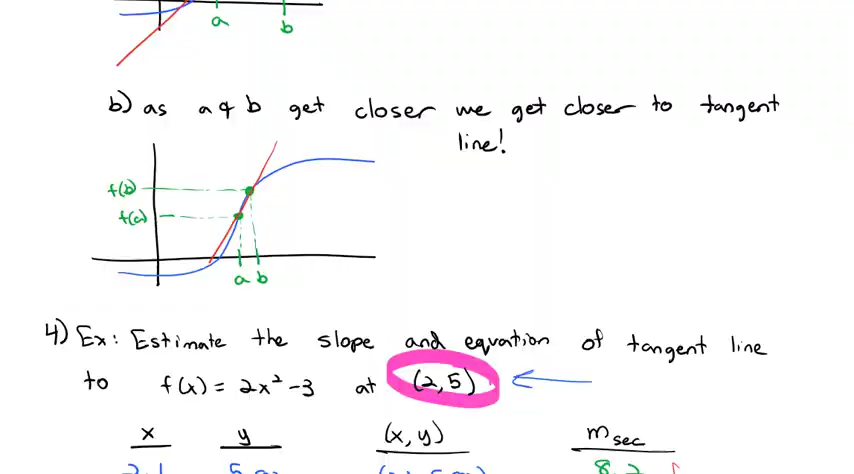 a b
b) as a & b get closer we get closer to tangent
line!
f(b)
f(a)
a b
4) Ex: Estimate the slope and equation of tangent line
to f(x) = 2x² - 3 at (2,5)
x y (x, y) m sec